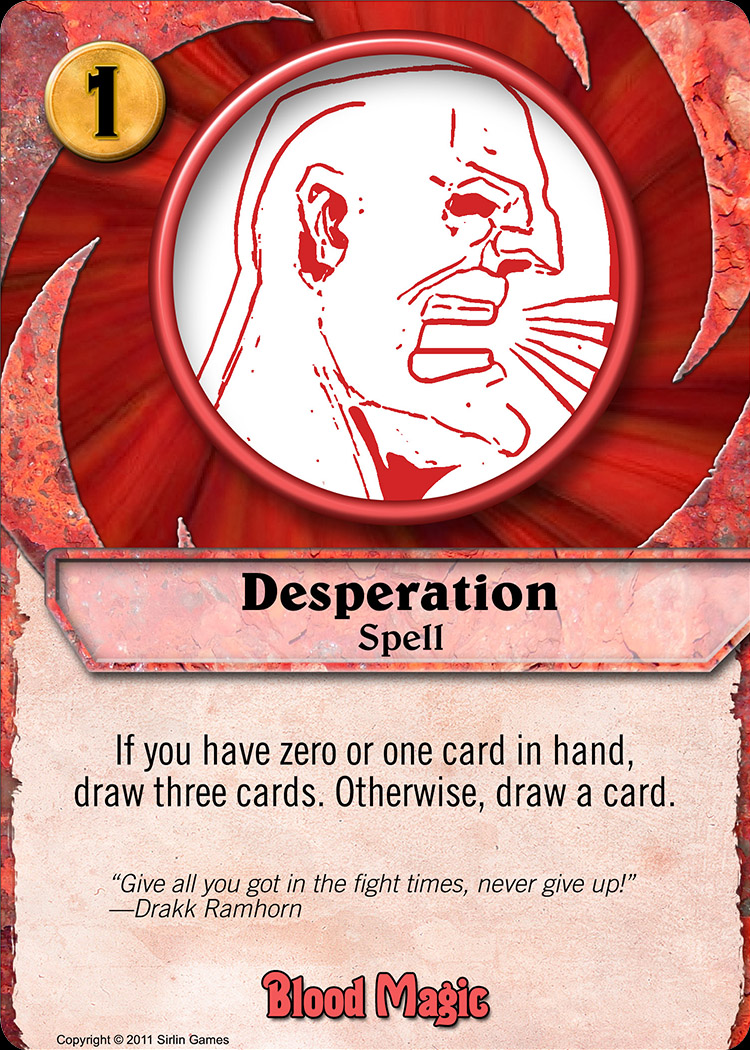 1
Desperation
Spell
If you have zero or one card in hand,
draw three cards. Otherwise, draw a card.
“Give all you got in the fight times, never give up!”
—Drakk Ramhorn
Blood Magic
Copyright © 2011 Sirlin Games